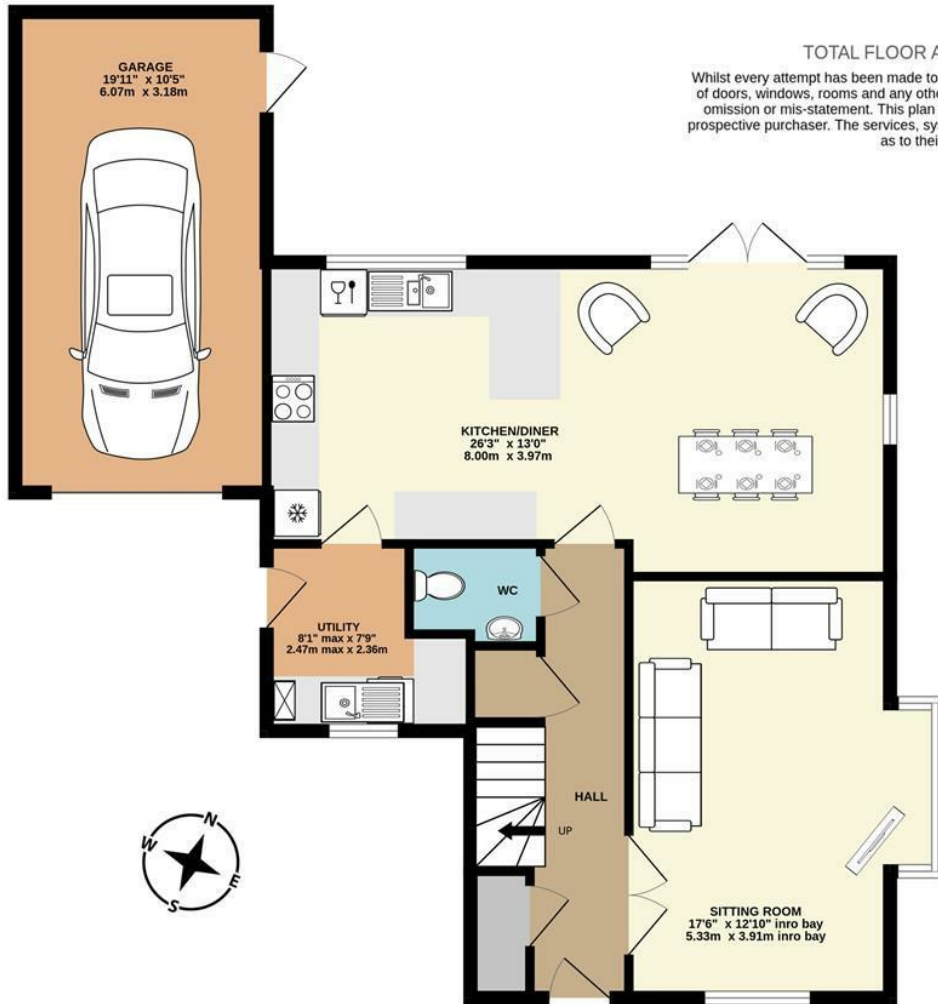 TOTAL FLOOR A
Whilst every attempt has been made to
of doors, windows, rooms and any othe
omission or mis-statement. This plan
prospective purchaser. The services, sys
as to thei
GARAGE
19'11" x 10'5"
6.07m x 3.18m
KITCHEN/DINER
26'3" x 13'0"
8.00m x 3.97m
WC
UTILITY
8'1" max x 7'9"
2.47m max x 2.36m
HALL
UP
N
W
E
S
SITTING ROOM
17'6" x 12'10" inro bay
5.33m x 3.91m inro bay